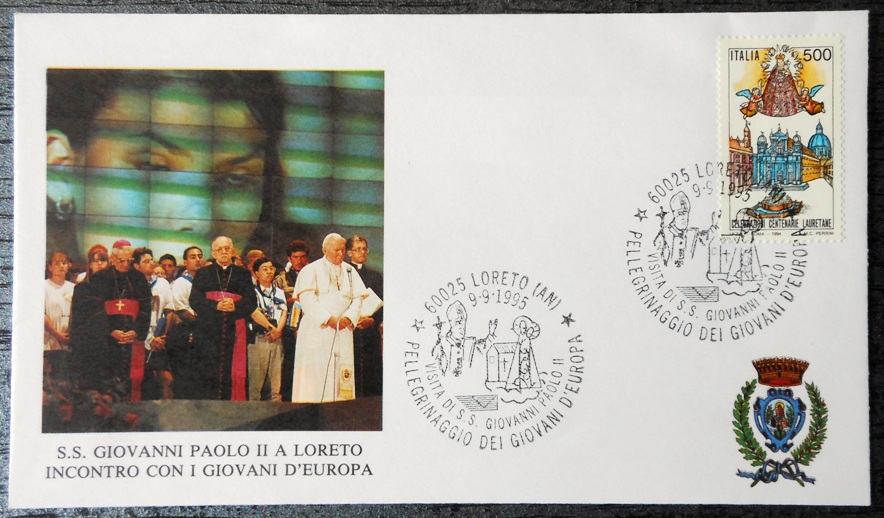 ITALIA 500
CELEBRAZIONI CENTENARIE LAURETANE
1994
60025 LORETO (AN)
9-9-1995
VISITA DI S.S. GIOVANNI PAOLO II
PELLEGRINAGGIO DEI GIOVANI D'EUROPA
60025 LORETO (AN)
9-9-1995
VISITA DI S.S. GIOVANNI PAOLO II
PELLEGRINAGGIO DEI GIOVANI D'EUROPA
S.S. GIOVANNI PAOLO II A LORETO
INCONTRO CON I GIOVANI D'EUROPA